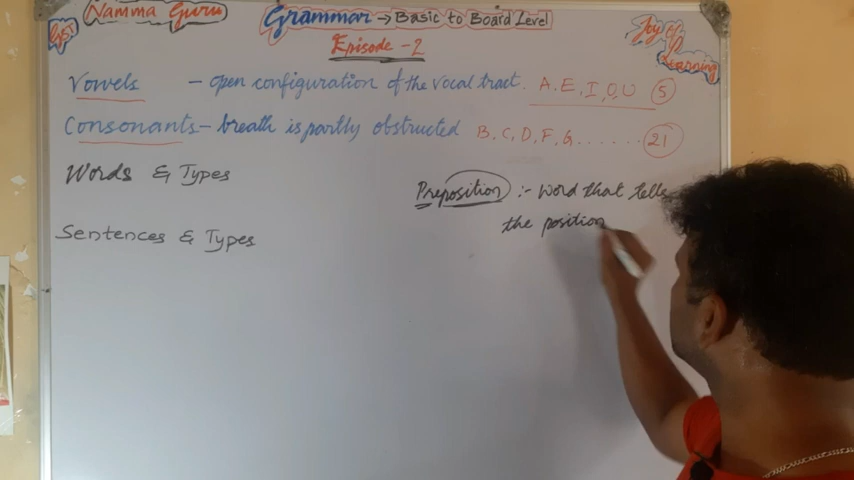 Namma Guru
Grammar → Basic to Board Level
Joy of Learning
Episode - 2
Vowels - open configuration of the vocal tract. A, E, I, O, U 5
Consonants - breath is partly obstructed B, C, D, F, G....... 21
Words & Types
Preposition :- Word that tells
the position
Sentences & Types